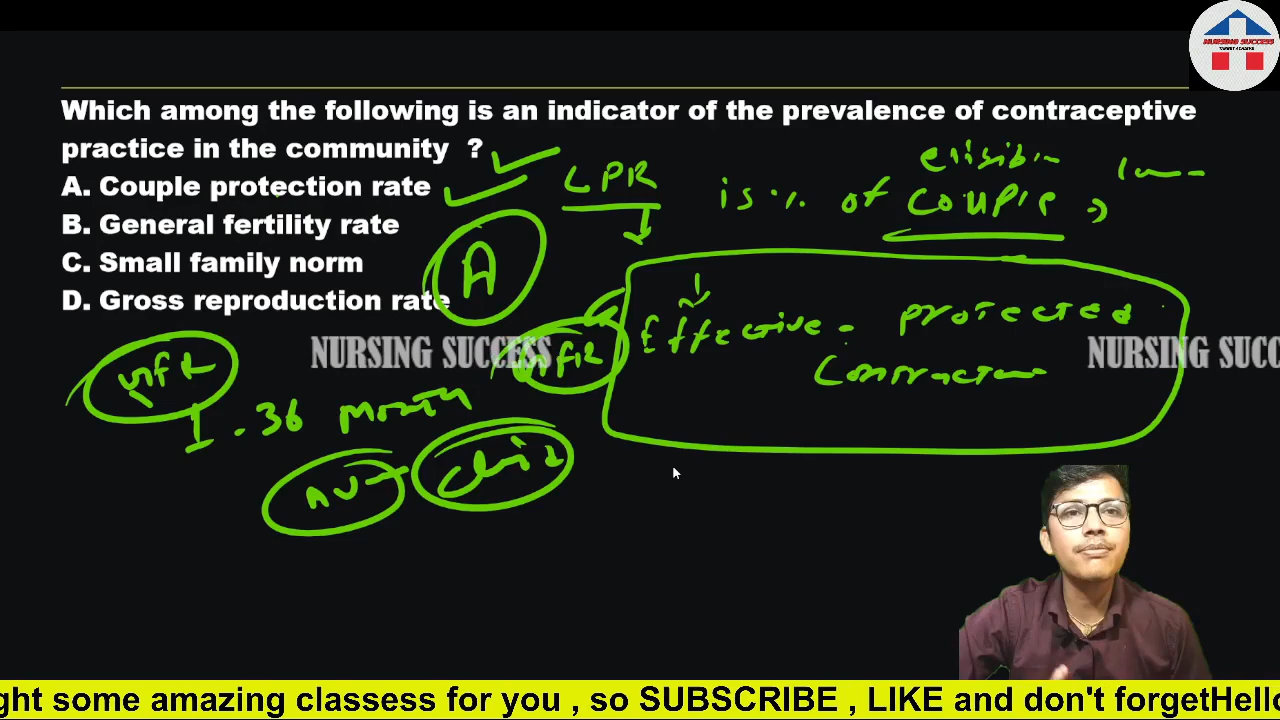 NURSING SUCCESS
Which among the following is an indicator of the prevalence of contraceptive
practice in the community ?
A. Couple protection rate
B. General fertility rate
C. Small family norm
D. Gross reproduction rate
CPR is % of couple
A
Effective protected
NURSING SUCCESS
NURSING SUCC
36 Month
ght some amazing classess for you , so SUBSCRIBE , LIKE and don't forgetHello